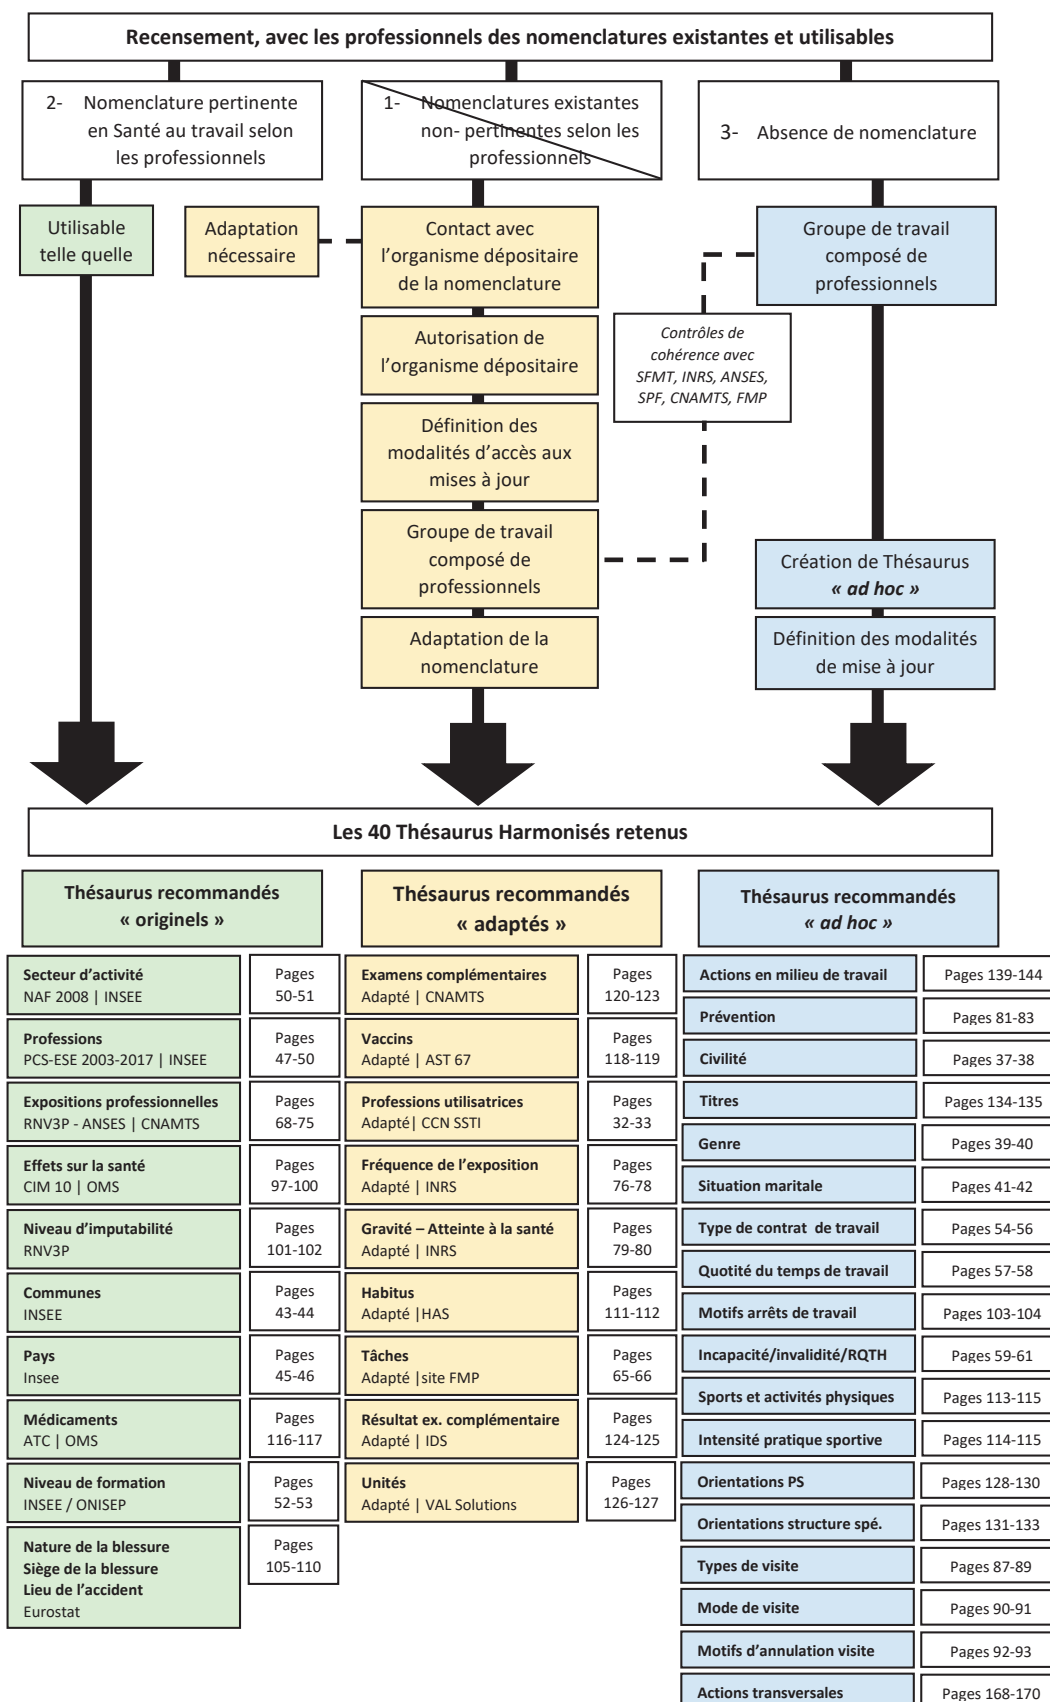 Recensement, avec les professionnels des nomenclatures existantes et utilisables
2- Nomenclature pertinente
en Santé au travail selon
les professionnels
1- Nomenclatures existantes
non- pertinentes selon les
professionnels
3- Absence de nomenclature
Utilisable
telle quelle
Adaptation
nécessaire
Contact avec
l’organisme dépositaire
de la nomenclature
Autorisation de
l’organisme dépositaire
Définition des
modalités d’accès aux
mises à jour
Groupe de travail
composé de
professionnels
Adaptation de la
nomenclature
Contrôles de
cohérence avec
SFMT, INRS, ANSES,
SPF, CNAMTS, FMP
Groupe de travail
composé de
professionnels
Création de Thésaurus
« ad hoc »
Définition des modalités
de mise à jour
Les 40 Thésaurus Harmonisés retenus
Thésaurus recommandés
« originels »
Secteur d’activité
NAF 2008 | INSEE
Pages
50-51
Professions
PCS-ESE 2003-2017 | INSEE
Pages
47-50
Expositions professionnelles
RNV3P - ANSES | CNAMTS
Pages
68-75
Effets sur la santé
CIM 10 | OMS
Pages
97-100
Niveau d’imputabilité
RNV3P
Pages
101-102
Communes
INSEE
Pages
43-44
Pays
Insee
Pages
45-46
Médicaments
ATC | OMS
Pages
116-117
Niveau de formation
INSEE / ONISEP
Pages
52-53
Nature de la blessure
Siège de la blessure
Lieu de l’accident
Eurostat
Pages
105-110
Thésaurus recommandés
« adaptés »
Examens complémentaires
Adapté | CNAMTS
Pages
120-123
Vaccins
Adapté | AST 67
Pages
118-119
Professions utilisatrices
Adapté| CCN SSTI
Pages
32-33
Fréquence de l’exposition
Adapté | INRS
Pages
76-78
Gravité – Atteinte à la santé
Adapté | INRS
Pages
79-80
Habitus
Adapté |HAS
Pages
111-112
Tâches
Adapté |site FMP
Pages
65-66
Résultat ex. complémentaire
Adapté | IDS
Pages
124-125
Unités
Adapté | VAL Solutions
Pages
126-127
Thésaurus recommandés
« ad hoc »
Actions en milieu de travail
Pages 139-144
Prévention
Pages 81-83
Civilité
Pages 37-38
Titres
Pages 134-135
Genre
Pages 39-40
Situation maritale
Pages 41-42
Type de contrat de travail
Pages 54-56
Quotité du temps de travail
Pages 57-58
Motifs arrêts de travail
Pages 103-104
Incapacité/invalidité/RQTH
Pages 59-61
Sports et activités physiques
Pages 113-115
Intensité pratique sportive
Pages 114-115
Orientations PS
Pages 128-130
Orientations structure spé.
Pages 131-133
Types de visite
Pages 87-89
Mode de visite
Pages 90-91
Motifs d’annulation visite
Pages 92-93
Actions transversales
Pages 168-170